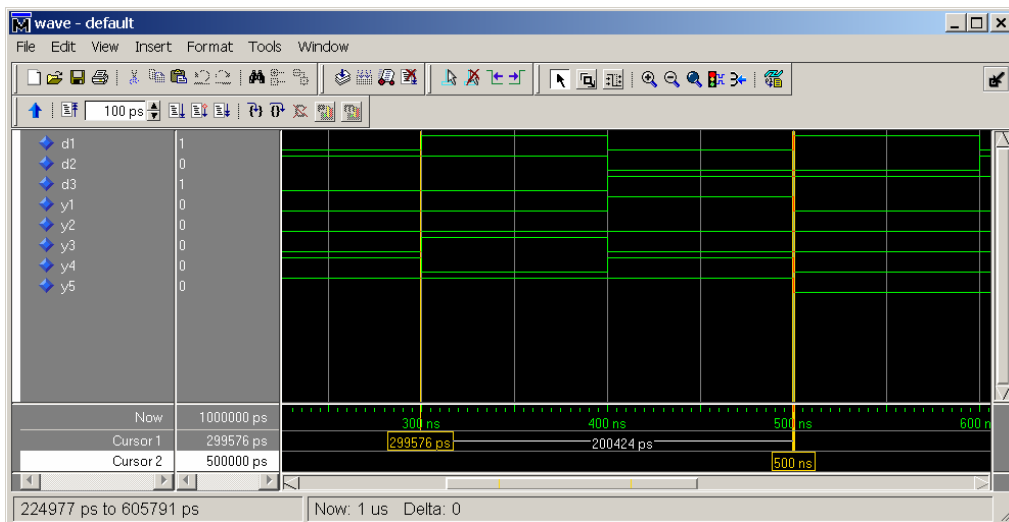 wave - default
File Edit View Insert Format Tools Window
100 ps
d1 1
d2 0
d3 1
y1 0
y2 0
y3 0
y4 0
y5 0
Now 1000000 ps
300 ns 400 ns 500 ns 600 n
Cursor 1 299576 ps
299576 ps 200424 ps
Cursor 2 500000 ps
500 ns
224977 ps to 605791 ps Now: 1 us Delta: 0